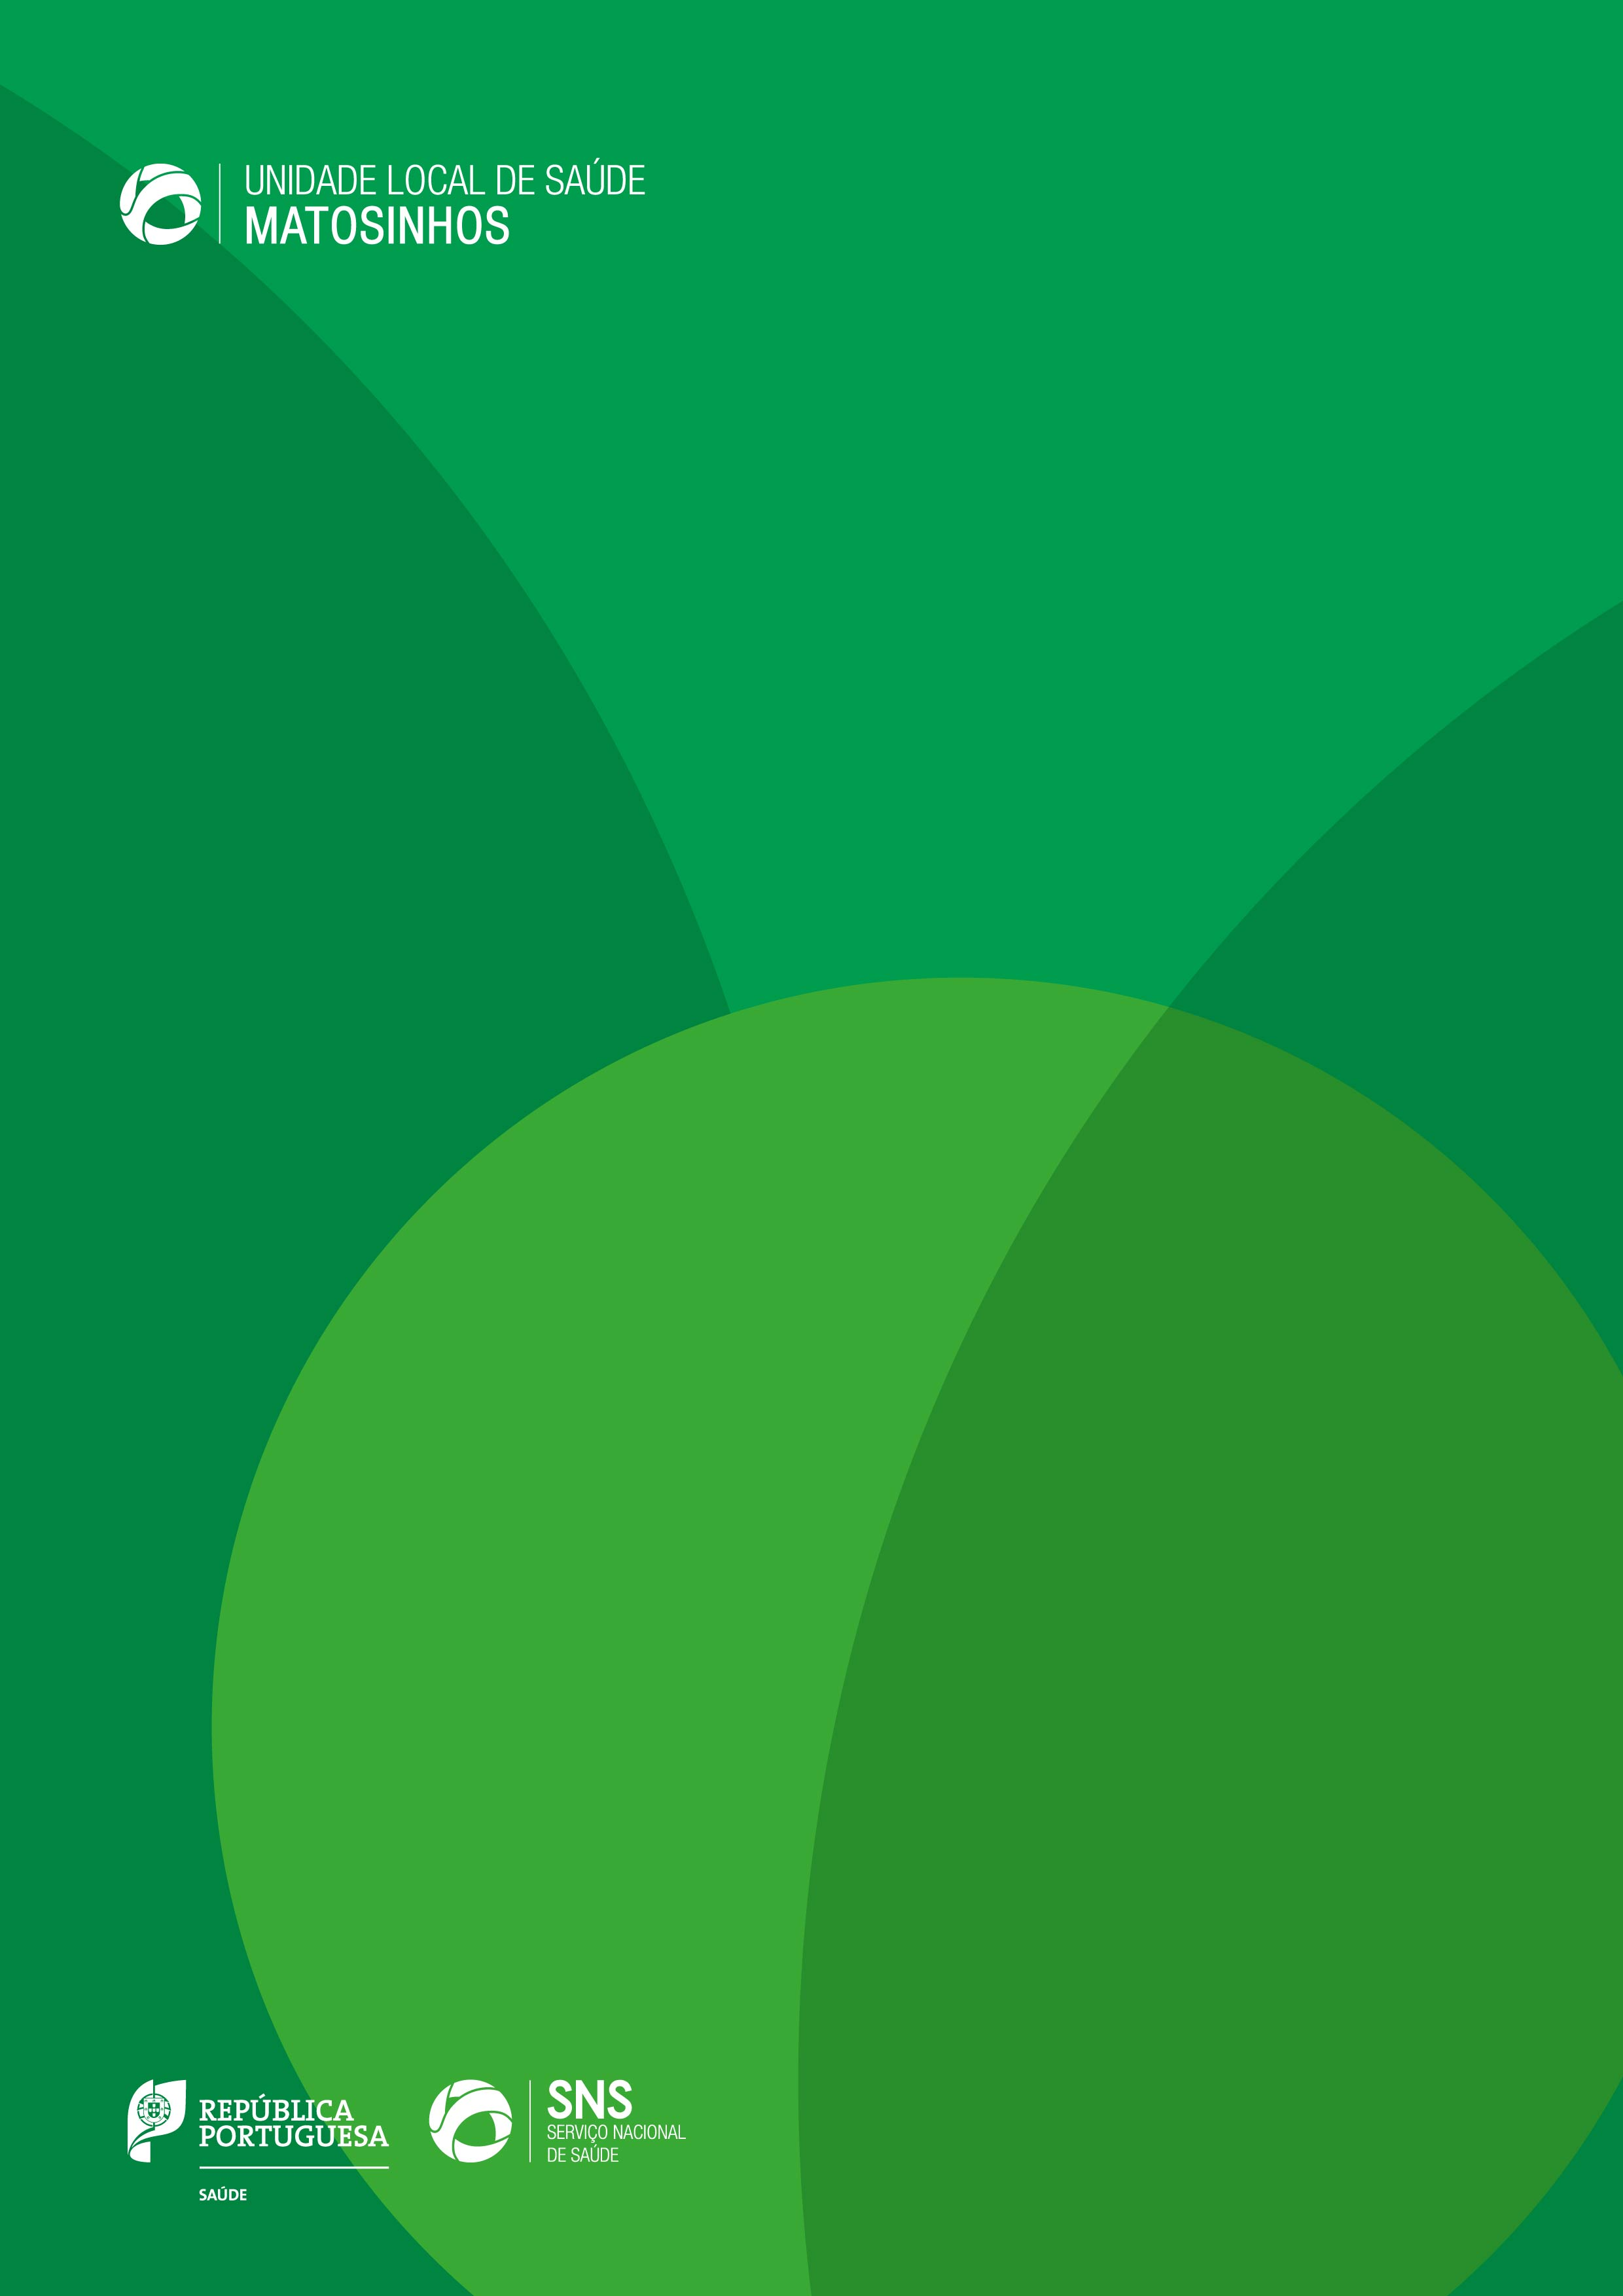 UNIDADE LOCAL DE SAÚDE
MATOSINHOS
REPÚBLICA
PORTUGUESA
SAÚDE
SNS
SERVIÇO NACIONAL
DE SAÚDE